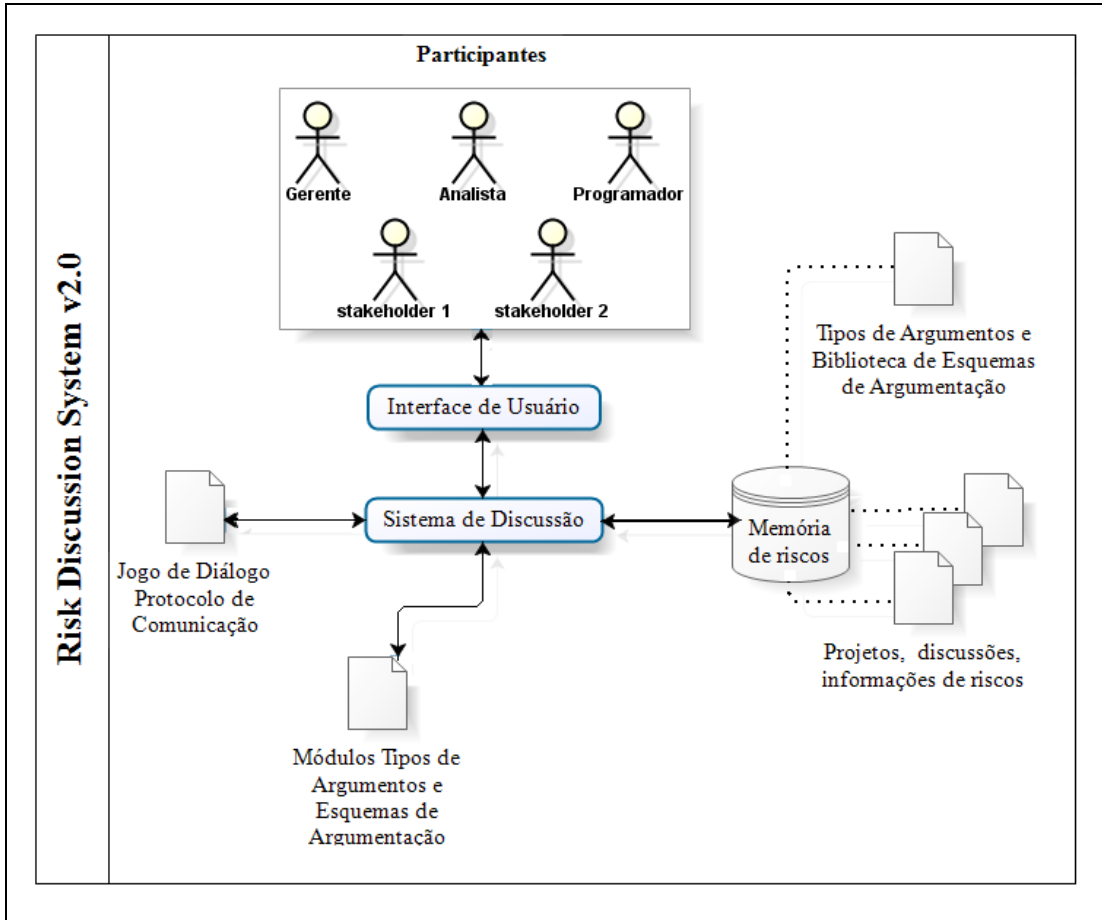 Risk Discussion System v2.0
Participantes
Gerente
Analista
Programador
stakeholder 1
stakeholder 2
Interface de Usuário
Sistema de Discussão
Jogo de Diálogo
Protocolo de
Comunicação
Módulos Tipos de
Argumentos e
Esquemas de
Argumentação
Memória
de riscos
Tipos de Argumentos e
Biblioteca de Esquemas
de Argumentação
Projetos, discussões,
informações de riscos